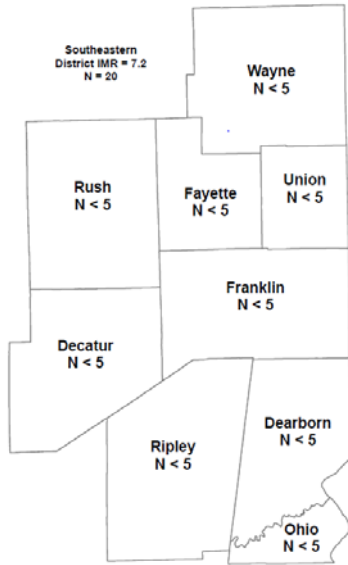 Southeastern
District IMR = 7.2
N = 20
Wayne
N < 5
Rush
N < 5
Fayette
N < 5
Union
N < 5
Franklin
N < 5
Decatur
N < 5
Ripley
N < 5
Dearborn
N < 5
Ohio
N < 5